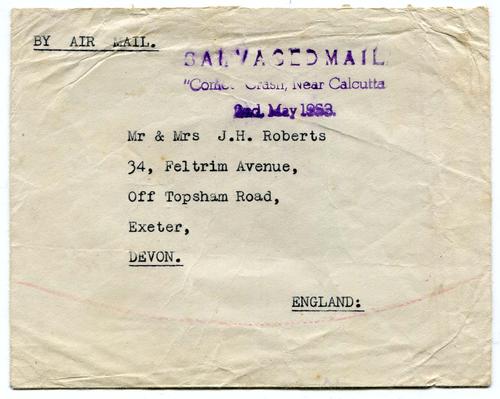 BY AIR MAIL.
SALVAGED MAIL
"Comet" Crash, Near Calcutta
2nd, May 1953.
Mr & Mrs J.H. Roberts
34, Feltrim Avenue,
Off Topsham Road,
Exeter,
DEVON.
ENGLAND: